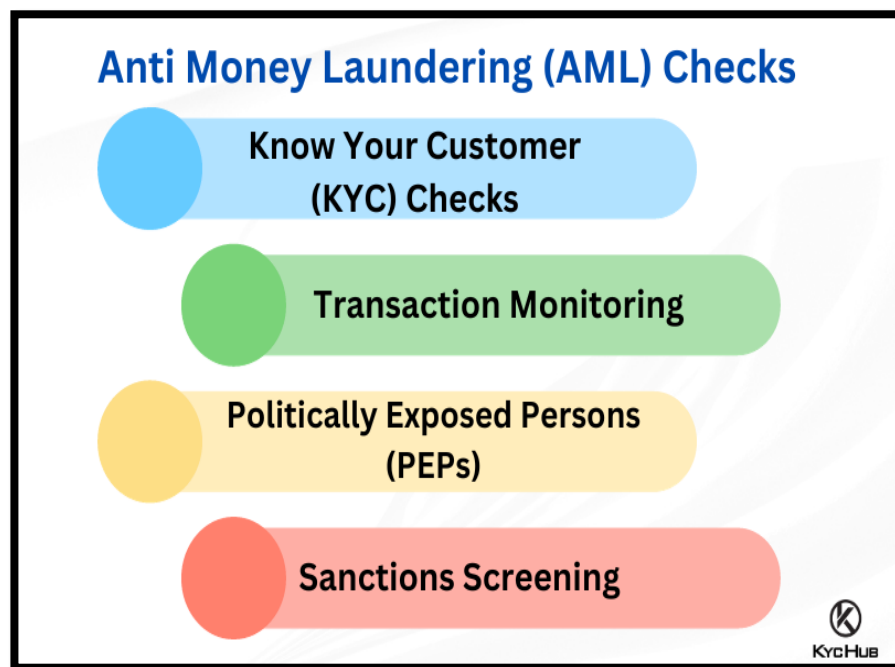 Anti Money Laundering (AML) Checks
Know Your Customer
(KYC) Checks
Transaction Monitoring
Politically Exposed Persons
(PEPs)
Sanctions Screening
KYCHUB